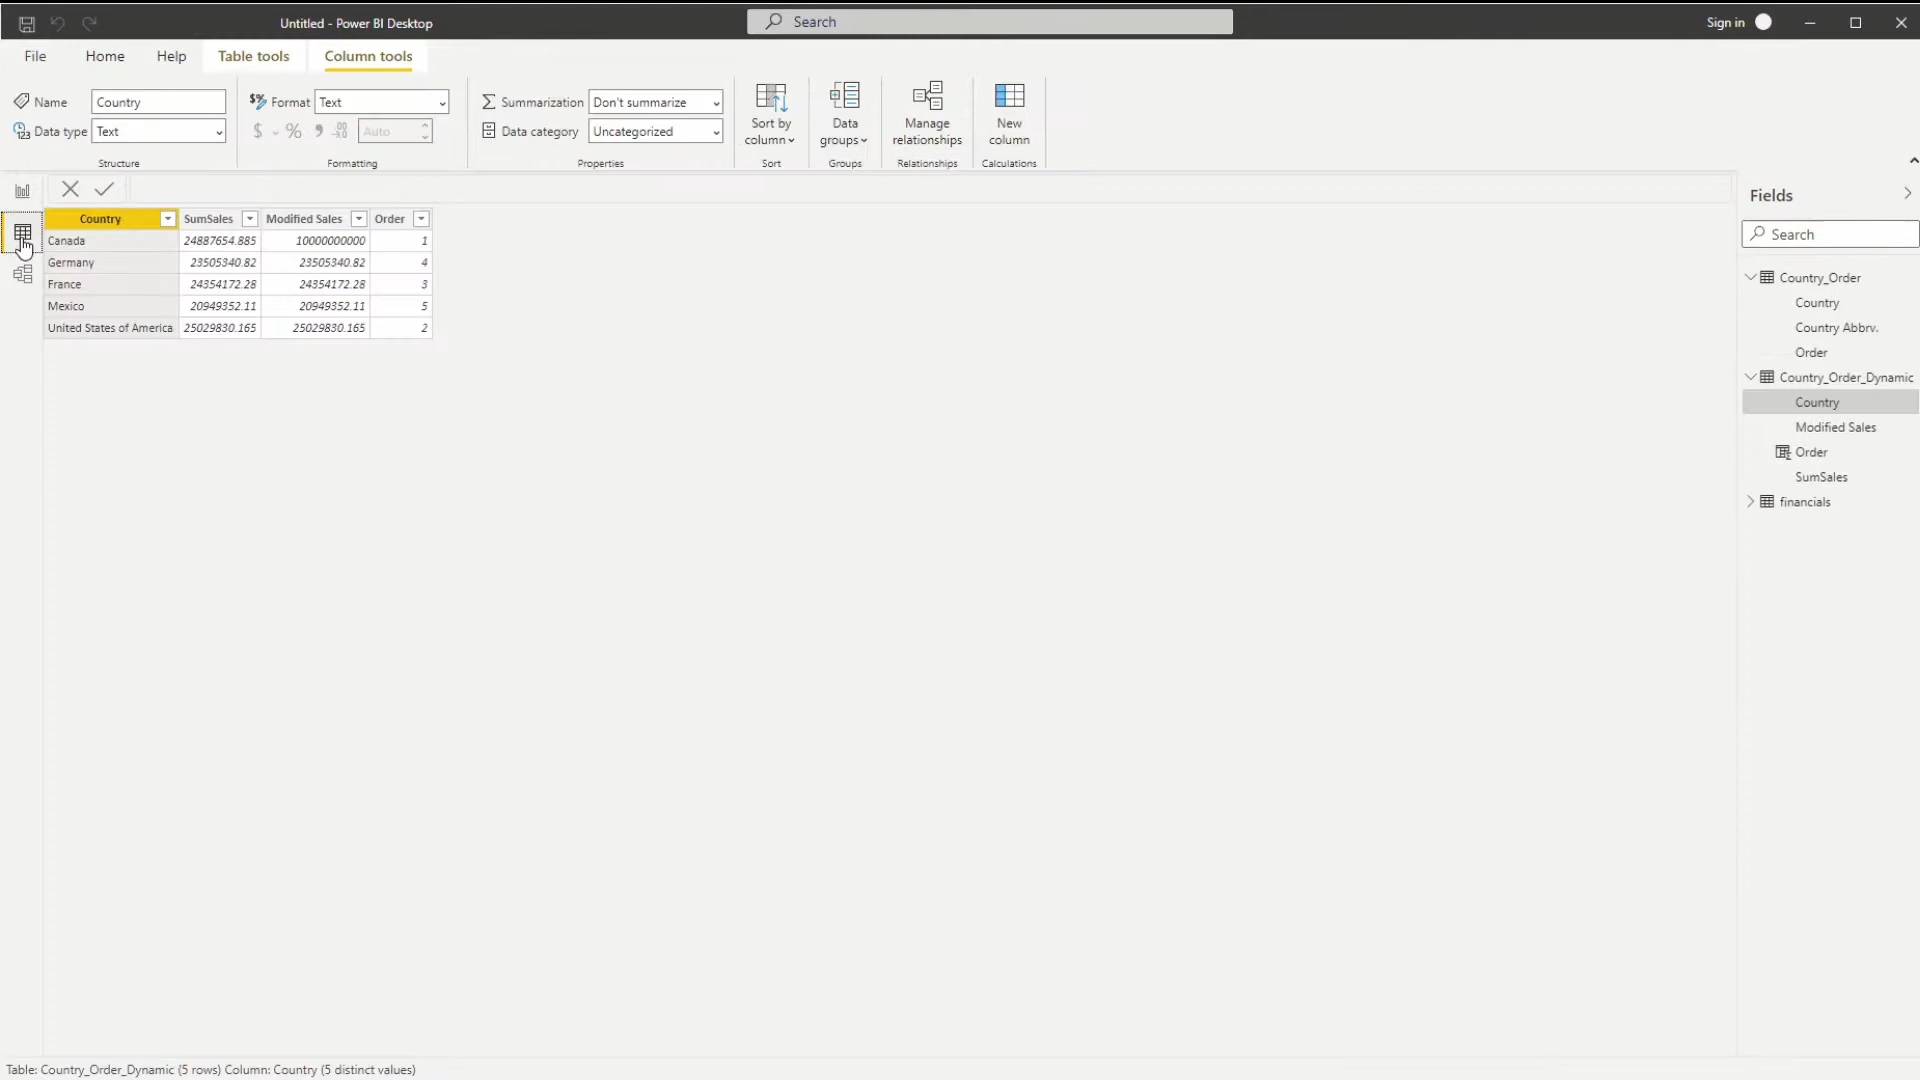 Untitled - Power BI Desktop
Search
Sign in
File
Home
Help
Table tools
Column tools
Name
Country
Format
Text
Summarization
Don't summarize
Data type
Text
$
%
Auto
Data category
Uncategorized
Sort by
column
Data
groups
Manage
relationships
New
column
Structure
Formatting
Properties
Sort
Groups
Relationships
Calculations
Country SumSales Modified Sales Order
Canada 24887654.885 10000000000 1
Germany 23505340.82 23505340.82 4
France 24354172.28 24354172.28 3
Mexico 20949352.11 20949352.11 5
United States of America 25029830.165 25029830.165 2
Fields
Search
Country_Order
Country
Country Abbrv.
Order
Country_Order_Dynamic
Country
Modified Sales
Order
SumSales
financials
Table: Country_Order_Dynamic (5 rows) Column: Country (5 distinct values)